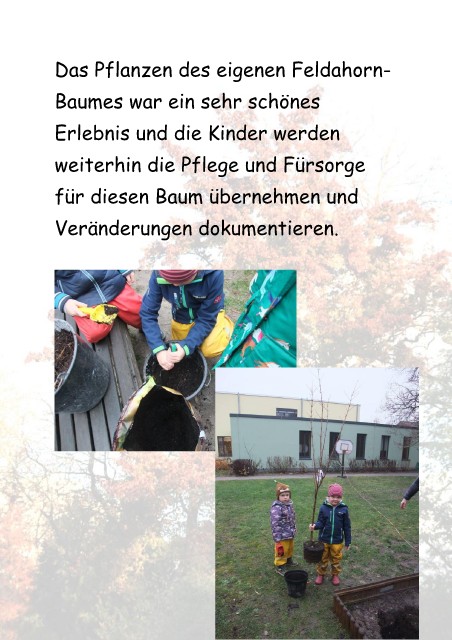 Das Pflanzen des eigenen Feldahorn-
Baumes war ein sehr schönes
Erlebnis und die Kinder werden
weiterhin die Pflege und Fürsorge
für diesen Baum übernehmen und
Veränderungen dokumentieren.